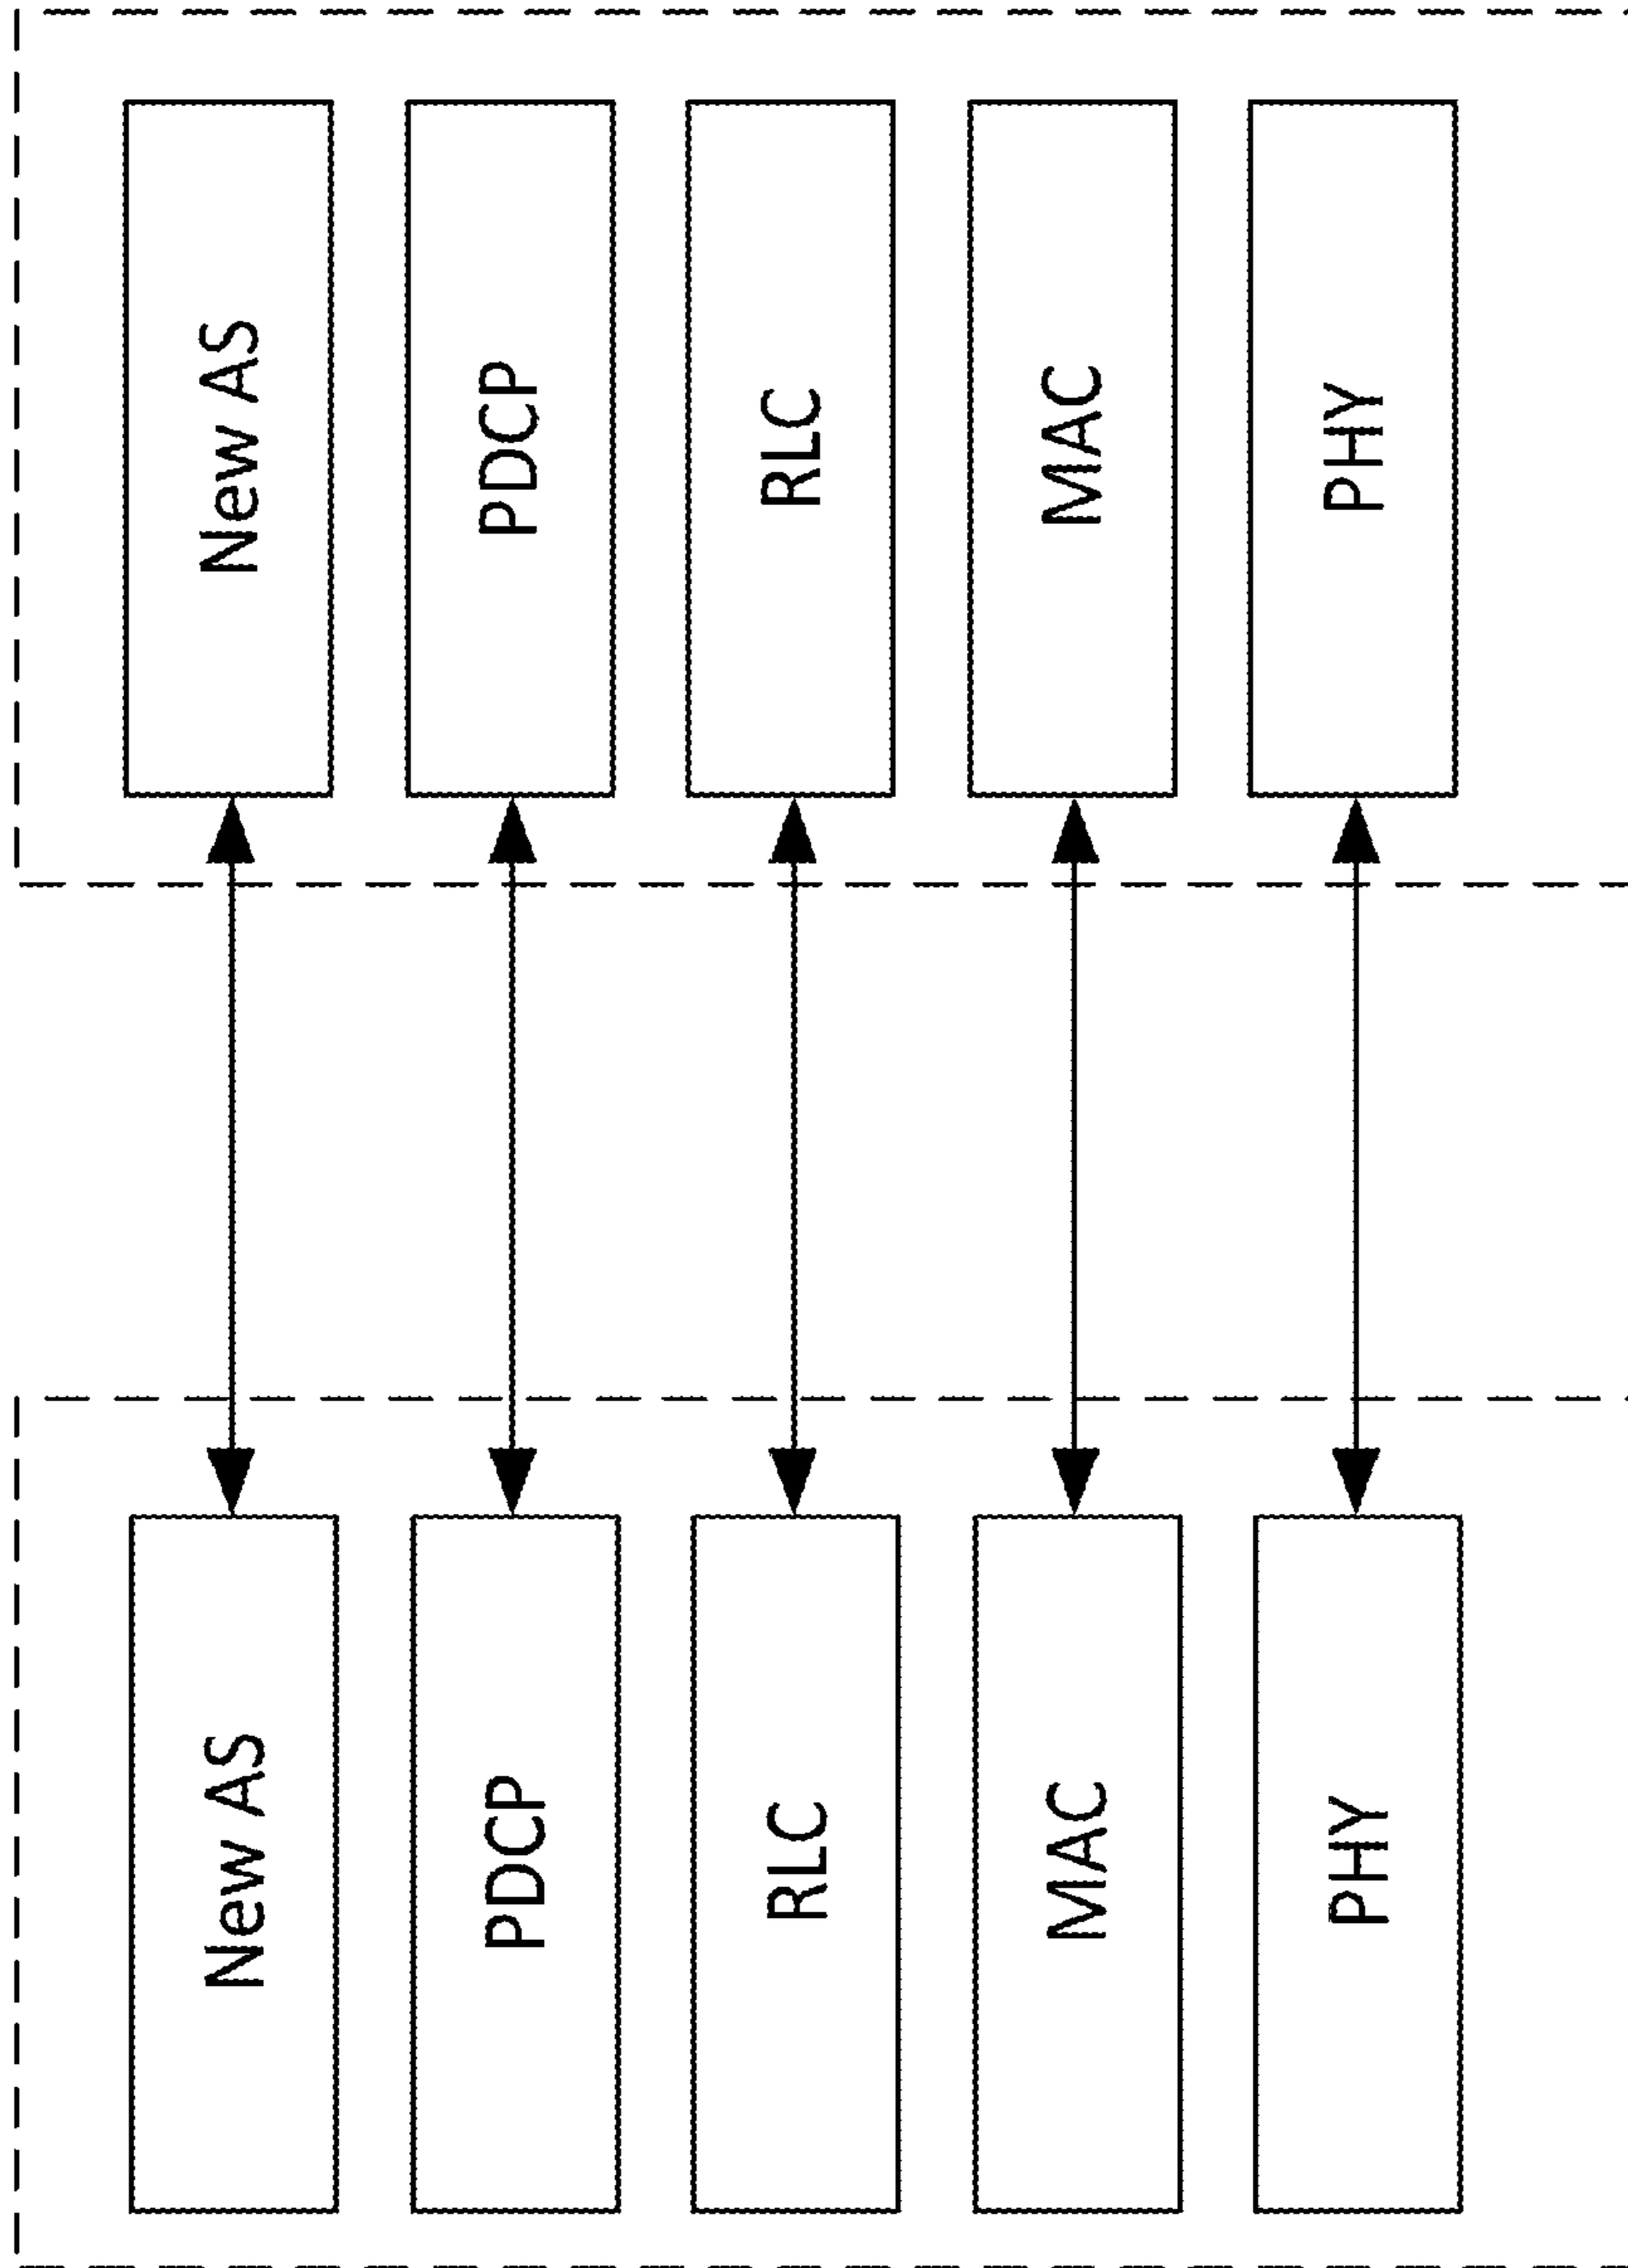 New AS
New AS
PDCP
PDCP
RLC
RLC
MAC
MAC
PHY
PHY